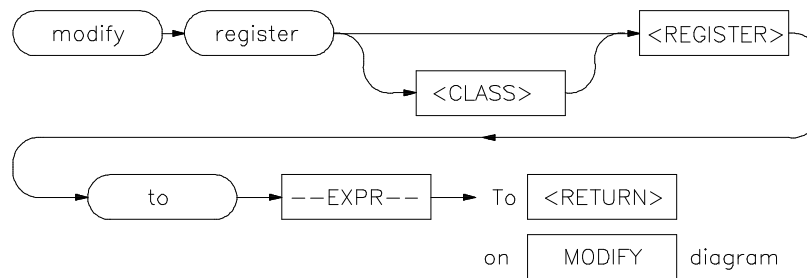 modify register <REGISTER>
<CLASS>
to --EXPR-- To <RETURN>
on MODIFY diagram